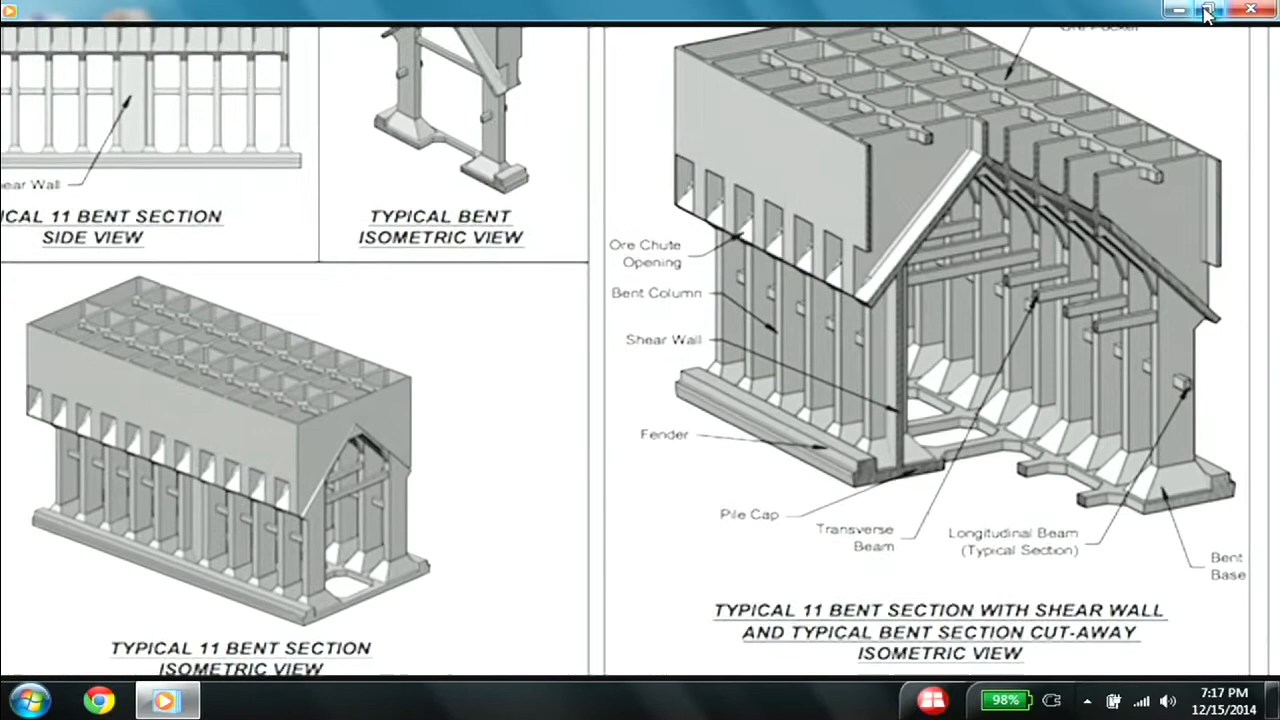 Wall
ICAL 11 BENT SECTION
SIDE VIEW
TYPICAL BENT
ISOMETRIC VIEW
TYPICAL 11 BENT SECTION
ISOMETRIC VIEW
Ore Chute
Opening
Bent Column
Shear Wall
Fender
Pile Cap
Transverse
Beam
Longitudinal Beam
(Typical Section)
Bent
Base
TYPICAL 11 BENT SECTION WITH SHEAR WALL
AND TYPICAL BENT SECTION CUT-AWAY
ISOMETRIC VIEW
98%
7:17 PM
12/15/2014